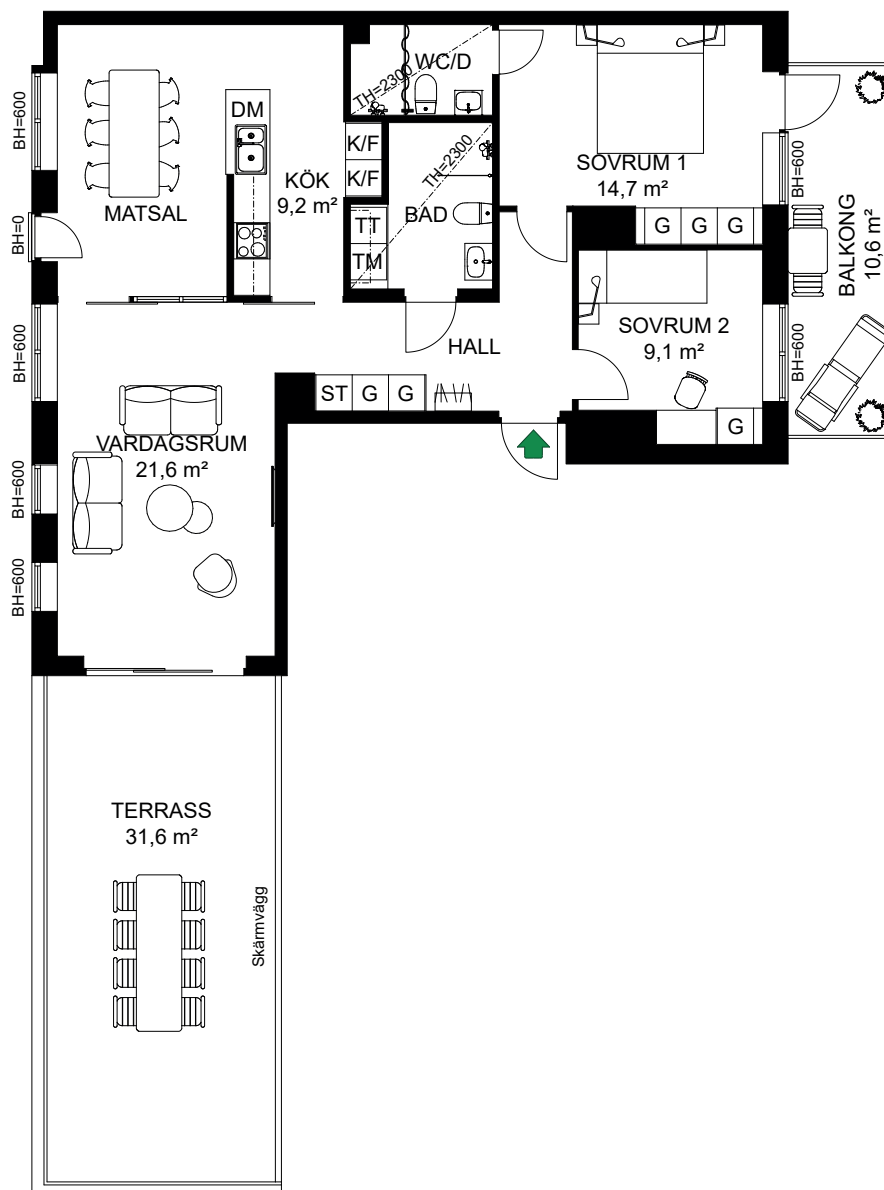 WC/D
TH=2300
BH=600
DM
K/F
K/F
KÖK
9,2 m²
TH=2300
SOVRUM 1
14,7 m²
BH=600
MATSAL
BAD
TT
TM
G G G
BALKONG
10,6 m²
BH=0
BH=600
HALL
SOVRUM 2
9,1 m²
BH=600
ST G G
G
VARDAGSRUM
21,6 m²
BH=600
BH=600
TERRASS
31,6 m²
Skärmvägg